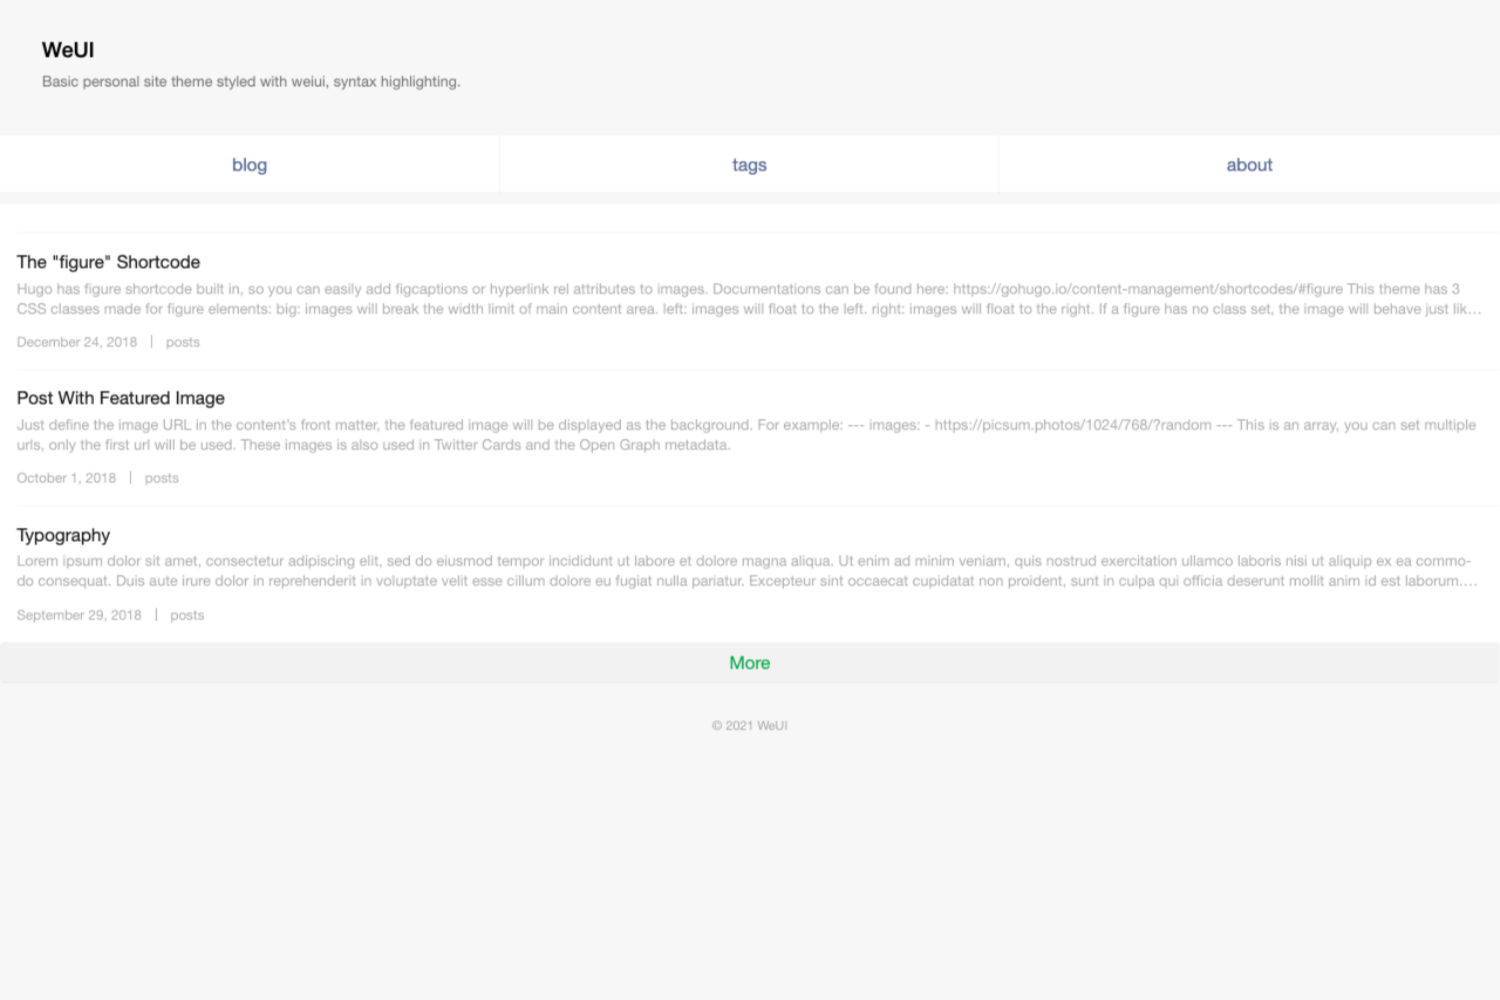 WeUI
Basic personal site theme styled with weiui, syntax highlighting.
blog
tags
about
The "figure" Shortcode
Hugo has figure shortcode built in, so you can easily add figcaptions or hyperlink rel attributes to images. Documentations can be found here: https://gohugo.io/content-management/shortcodes/#figure This theme has 3
CSS classes made for figure elements: big: images will break the width limit of main content area. left: images will float to the left. right: images will float to the right. If a figure has no class set, the image will behave just lik…
December 24, 2018 | posts
Post With Featured Image
Just define the image URL in the content’s front matter, the featured image will be displayed as the background. For example: --- images: - https://picsum.photos/1024/768/?random --- This is an array, you can set multiple
urls, only the first url will be used. These images is also used in Twitter Cards and the Open Graph metadata.
October 1, 2018 | posts
Typography
Lorem ipsum dolor sit amet, consectetur adipiscing elit, sed do eiusmod tempor incididunt ut labore et dolore magna aliqua. Ut enim ad minim veniam, quis nostrud exercitation ullamco laboris nisi ut aliquip ex ea commo-
do consequat. Duis aute irure dolor in reprehenderit in voluptate velit esse cillum dolore eu fugiat nulla pariatur. Excepteur sint occaecat cupidatat non proident, sunt in culpa qui officia deserunt mollit anim id est laborum.…
September 29, 2018 | posts
More
© 2021 WeUI